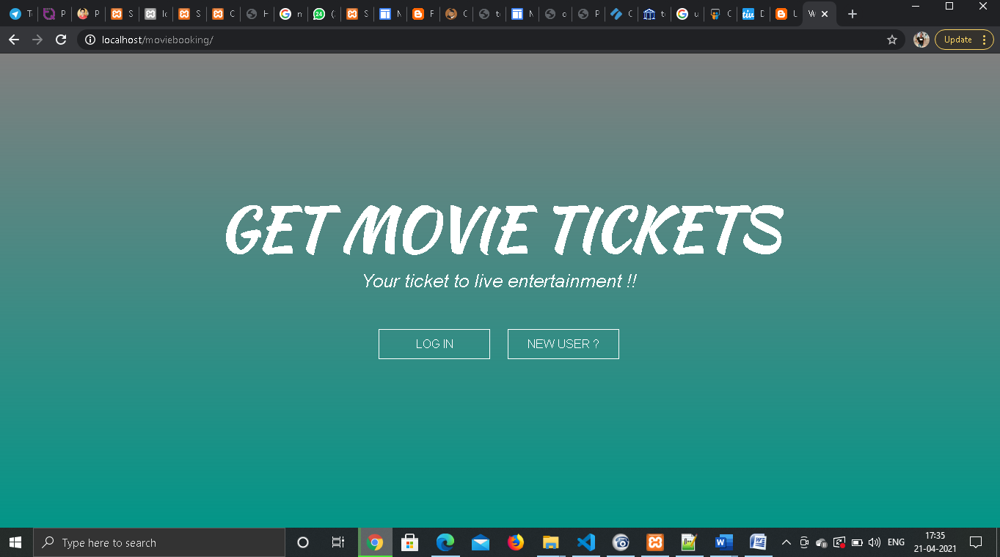 localhost/moviebooking/
Update
GET MOVIE TICKETS
Your ticket to live entertainment !!
LOG IN
NEW USER ?
Type here to search
ENG
17:35
21-04-2021